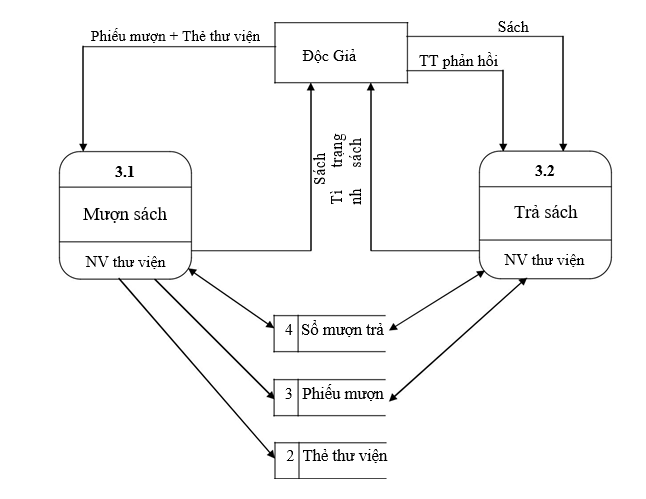 Phiếu mượn + Thẻ thư viện
Độc Giả
Sách
TT phản hồi
Sách
Tì trạng
nh sách
3.1
Mượn sách
NV thư viện
3.2
Trả sách
NV thư viện
4 Sổ mượn trả
3 Phiếu mượn
2 Thẻ thư viện